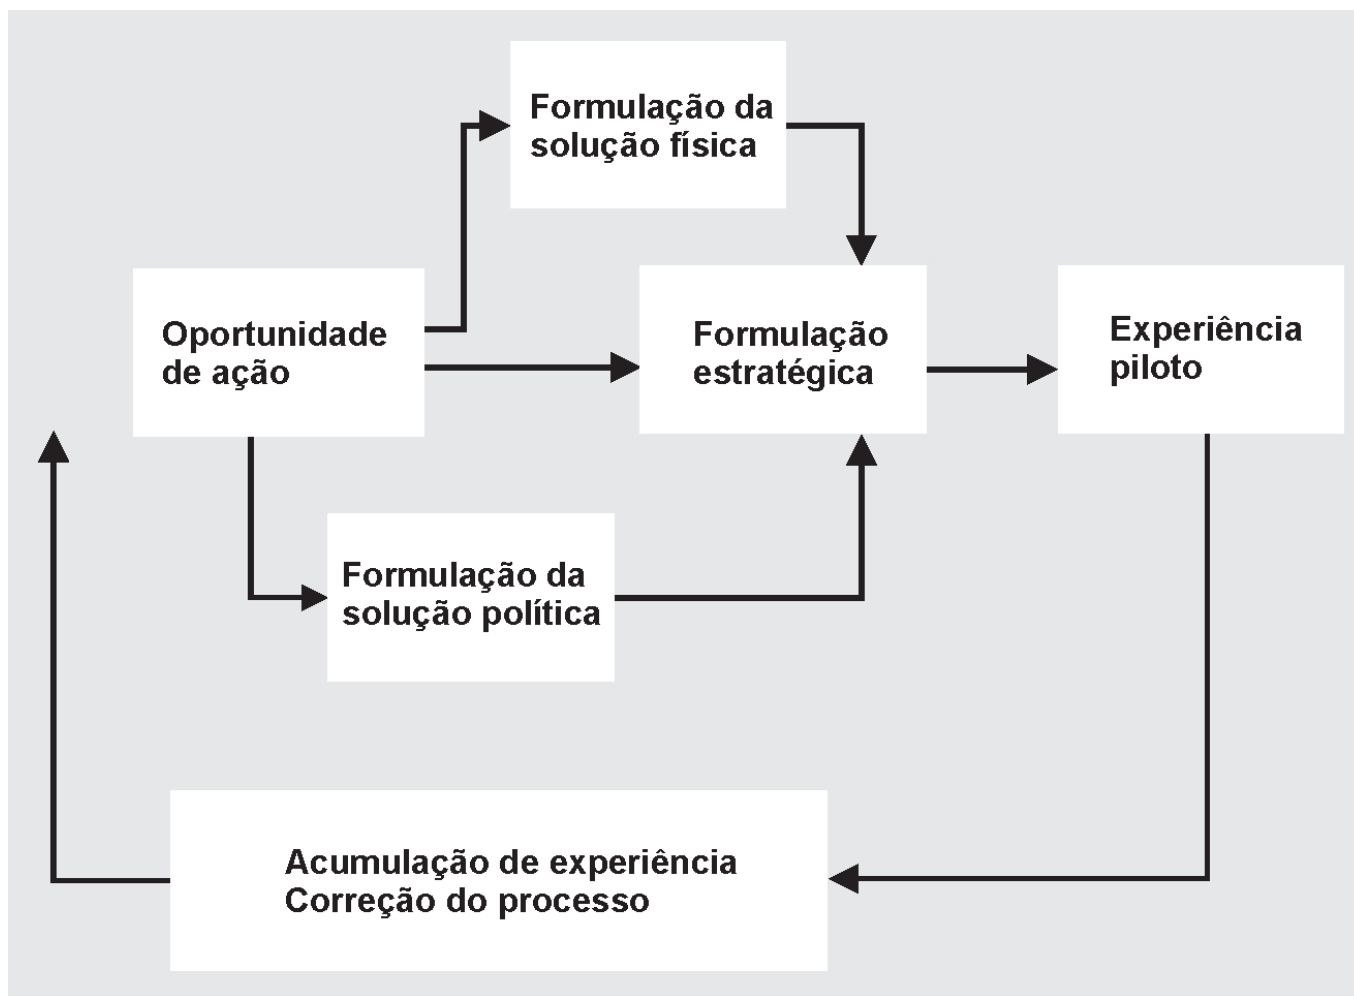 Formulação da
solução física
Oportunidade
de ação
Formulação
estratégica
Experiência
piloto
Formulação da
solução política
Acumulação de experiência
Correção do processo